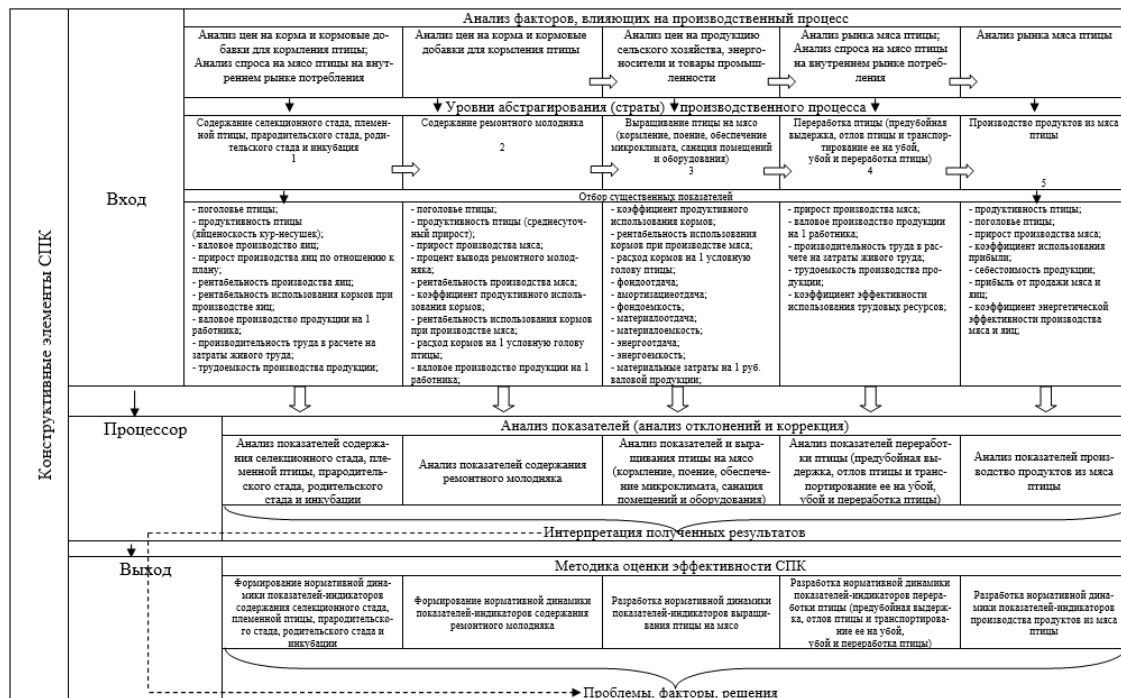 Конструктивные элементы СПК
Вход
Анализ факторов, влияющих на производственный процесс
Анализ цен на корма и кормовые до-
бавки для кормления птицы;
Анализ спроса на мясо птицы на внут-
реннем рынке потребления
Анализ цен на корма и кормовые
добавки для кормления птицы
Анализ цен на продукцию
сельского хозяйства, энерго-
носители и товары промыш-
ленности
Анализ рынка мяса птицы;
Анализ спроса на мясо птицы
на внутреннем рынке потреб-
ления
Анализ рынка мяса птицы
Уровни абстрагирования (страты) производственного процесса
Содержание селекционного стада, племен-
ной птицы, прародительского стада, роди-
тельского стада и инкубация
1
Содержание ремонтного молодняка
2
Выращивание птицы на мясо
(кормление, поение, обеспечение
микроклимата, санация помещений
и оборудования)
3
Переработка птицы (предубойная
выдержка, отлов птицы и транспор-
тирование ее на убой,
убой и переработка птицы)
4
Производство продуктов из мяса
птицы
5
Отбор существенных показателей
- поголовье птицы;
- продуктивность птицы
(яйценоскость кур-несушек);
- валовое производство яиц;
- прирост производства яиц по отношению к
плану;
- рентабельность производства яиц;
- рентабельность использования кормов при
производстве яиц;
- валовое производство продукции на 1
работника;
- производительность труда в расчете на
затраты живого труда;
- трудоемкость производства продукции;
- поголовье птицы;
- продуктивность птицы (среднесуточ-
ный прирост);
- прирост производства мяса;
- процент вывода ремонтного молод-
няка;
- рентабельность производства мяса;
- коэффициент продуктивного исполь-
зования кормов;
- рентабельность использования кормов
при производстве мяса;
- расход кормов на 1 условную голову
птицы;
- валовое производство продукции на 1
работника;
- коэффициент продуктивного
использования кормов;
- рентабельность использования
кормов при производстве мяса;
- расход кормов на 1 условную
голову птицы;
- фондоотдача;
- амортизациеотдача;
- фондоемкость;
- материалоотдача;
- материалоемкость;
- энергоотдача;
- энергоемкость;
- материальные затраты на 1 руб.
валовой продукции;
- прирост производства мяса;
- валовое производство продукции
на 1 работника;
- производительность труда в рас-
чете на затраты живого труда;
- трудоемкость производства про-
дукции;
- коэффициент эффективности
использования трудовых ресурсов;
- продуктивность птицы;
- поголовье птицы;
- прирост производства мяса;
- коэффициент использования
прибыли;
- себестоимость продукции;
- прибыль от продажи мяса и
яиц;
- коэффициент энергетической
эффективности производства
мяса и яиц;
Процессор
Анализ показателей (анализ отклонений и коррекция)
Анализ показателей содержа-
ния селекционного стада, пле-
менной птицы, прародитель-
ского стада, родительского
стада и инкубации
Анализ показателей содержания
ремонтного молодняка
Анализ показателей и выра-
щивания птицы на мясо
(кормление, поение, обеспече-
ние микроклимата, санация
помещений и оборудования)
Анализ показателей переработ-
ки птицы (предубойная вы-
держка, отлов птицы и транс-
портирование ее на убой,
убой и переработка птицы)
Анализ показателей произ-
водство продуктов из мяса
птицы
Интерпретация полученных результатов
Выход
Методика оценки эффективности СПК
Формирование нормативной дина-
мики показателей-индикаторов
содержания селекционного стада,
племенной птицы, прародительско-
го стада, родительского стада и
инкубации
Формирование нормативной динамики
показателей-индикаторов содержания
ремонтного молодняка
Разработка нормативной динамики
показателей-индикаторов выращи-
вания птицы на мясо
Разработка нормативной динамики
показателей-индикаторов перера-
ботки птицы (предубойная выдерж-
ка, отлов птицы и транспортирова-
ние ее на убой,
убой и переработка птицы)
Разработка нормативной дина-
мики показателей-индикаторов
производства продуктов из мяса
птицы
Проблемы, факторы, решения